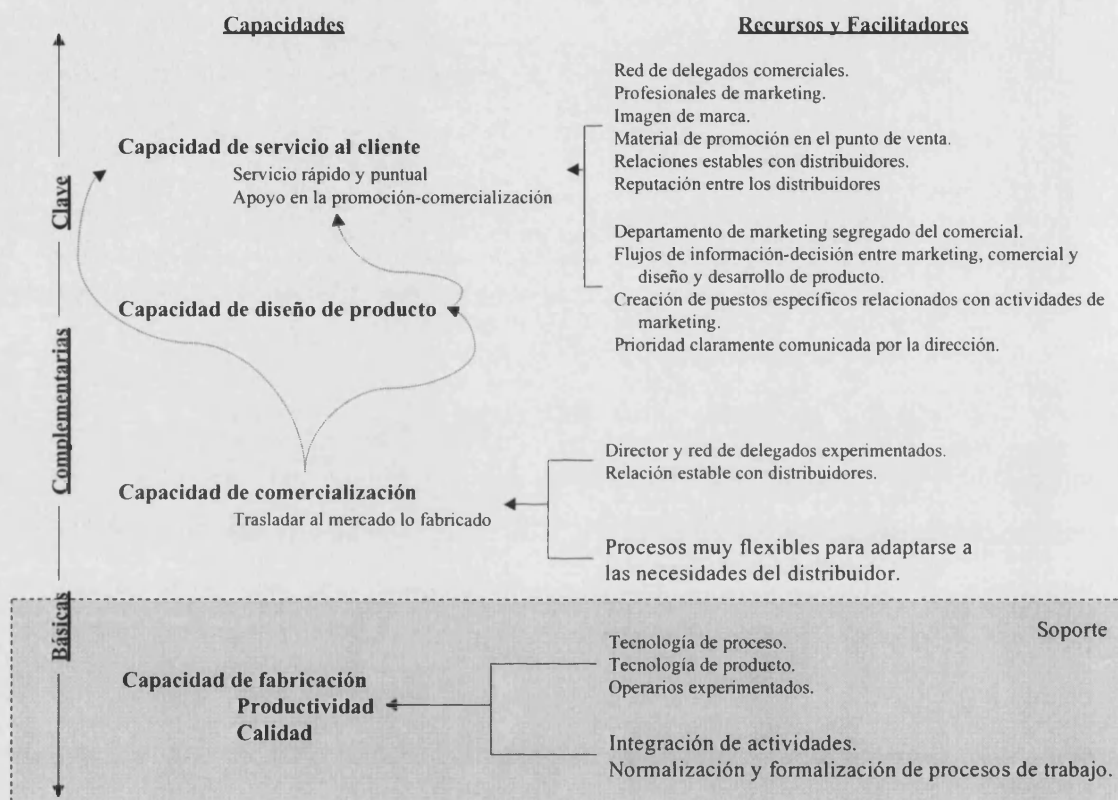 Capacidades
Recursos y Facilitadores
Clave
Complementarias
Básicas
Capacidad de servicio al cliente
Servicio rápido y puntual
Apoyo en la promoción-comercialización
Red de delegados comerciales.
Profesionales de marketing.
Imagen de marca.
Material de promoción en el punto de venta.
Relaciones estables con distribuidores.
Reputación entre los distribuidores
Departamento de marketing segregado del comercial.
Flujos de información-decisión entre marketing, comercial y
diseño y desarrollo de producto.
Creación de puestos específicos relacionados con actividades de
marketing.
Prioridad claramente comunicada por la dirección.
Capacidad de diseño de producto
Capacidad de comercialización
Trasladar al mercado lo fabricado
Director y red de delegados experimentados.
Relación estable con distribuidores.
Procesos muy flexibles para adaptarse a
las necesidades del distribuidor.
Soporte
Capacidad de fabricación
Productividad
Calidad
Tecnología de proceso.
Tecnología de producto.
Operarios experimentados.
Integración de actividades.
Normalización y formalización de procesos de trabajo.